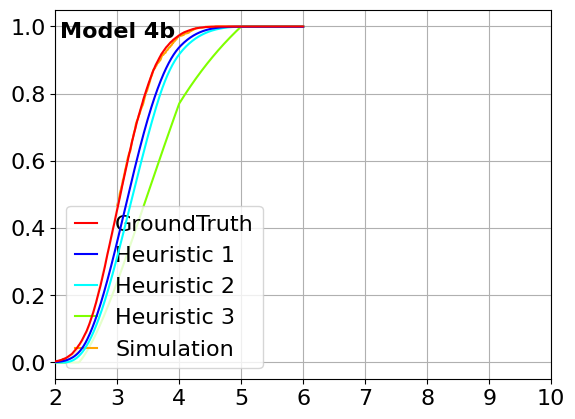 Model 4b
1.0
0.8
0.6
0.4
0.2
0.0
GroundTruth
Heuristic 1
Heuristic 2
Heuristic 3
Simulation
2 3 4 5 6 7 8 9 10